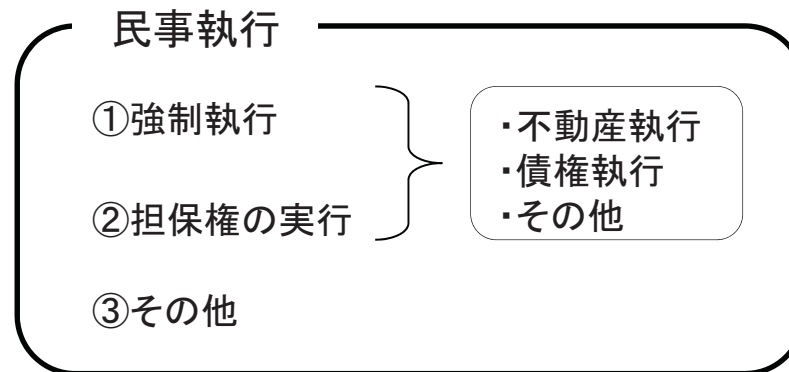 民事執行
①強制執行
②担保権の実行
③その他
・不動産執行
・債権執行
・その他